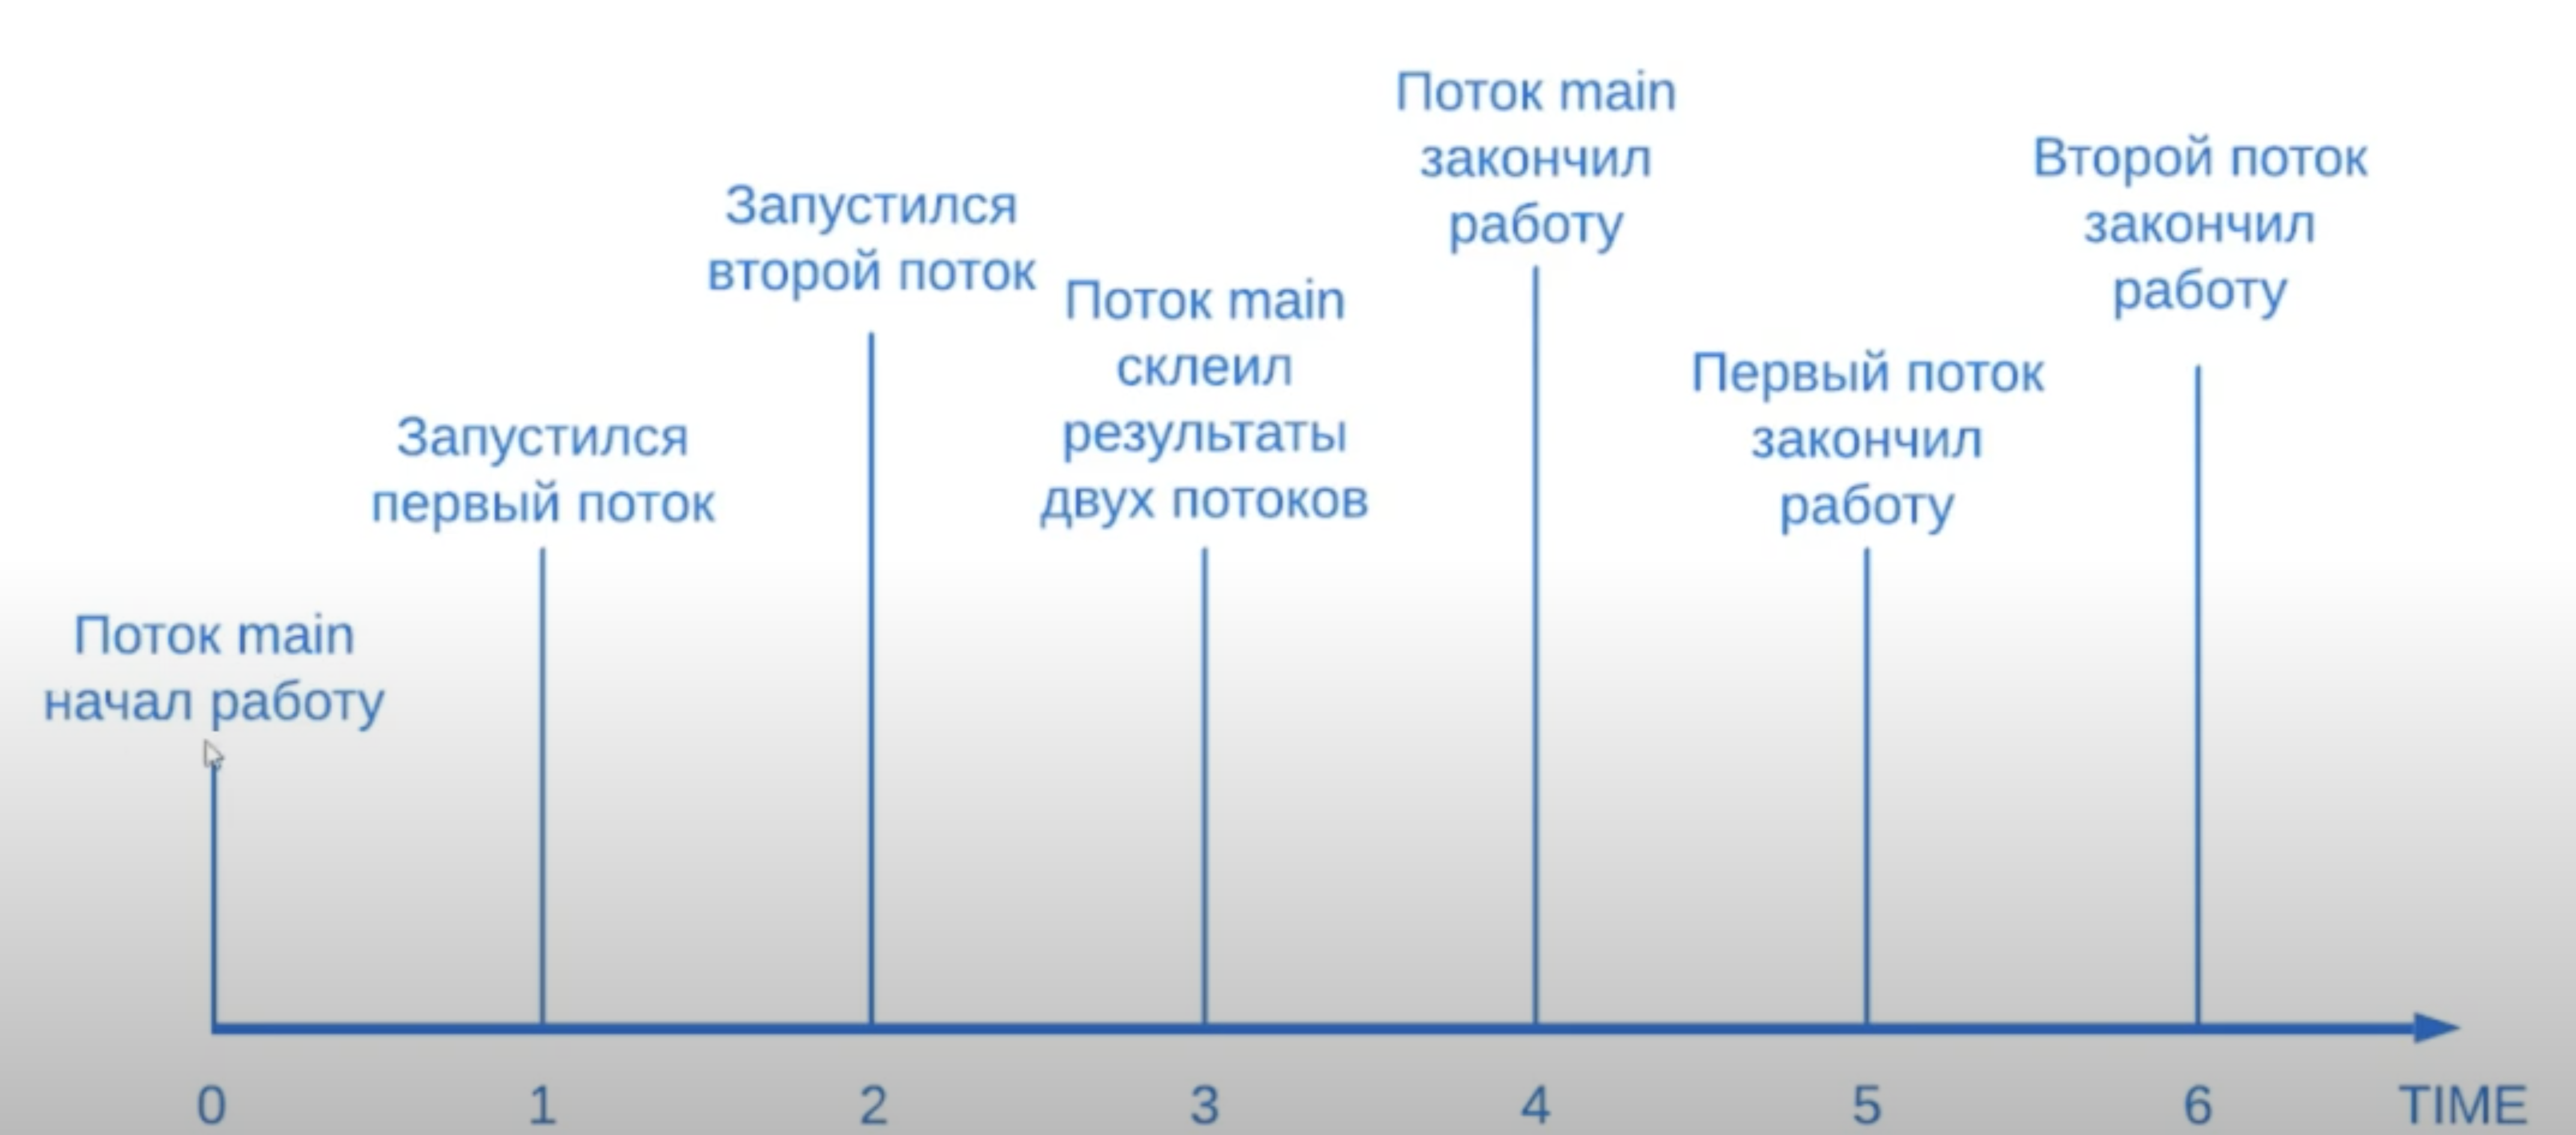 Поток main
начал работу
Запустился
первый поток
Запустился
второй поток
Поток main
склеил
результаты
двух потоков
Поток main
закончил
работу
Первый поток
закончил
работу
Второй поток
закончил
работу
0 1 2 3 4 5 6 TIME